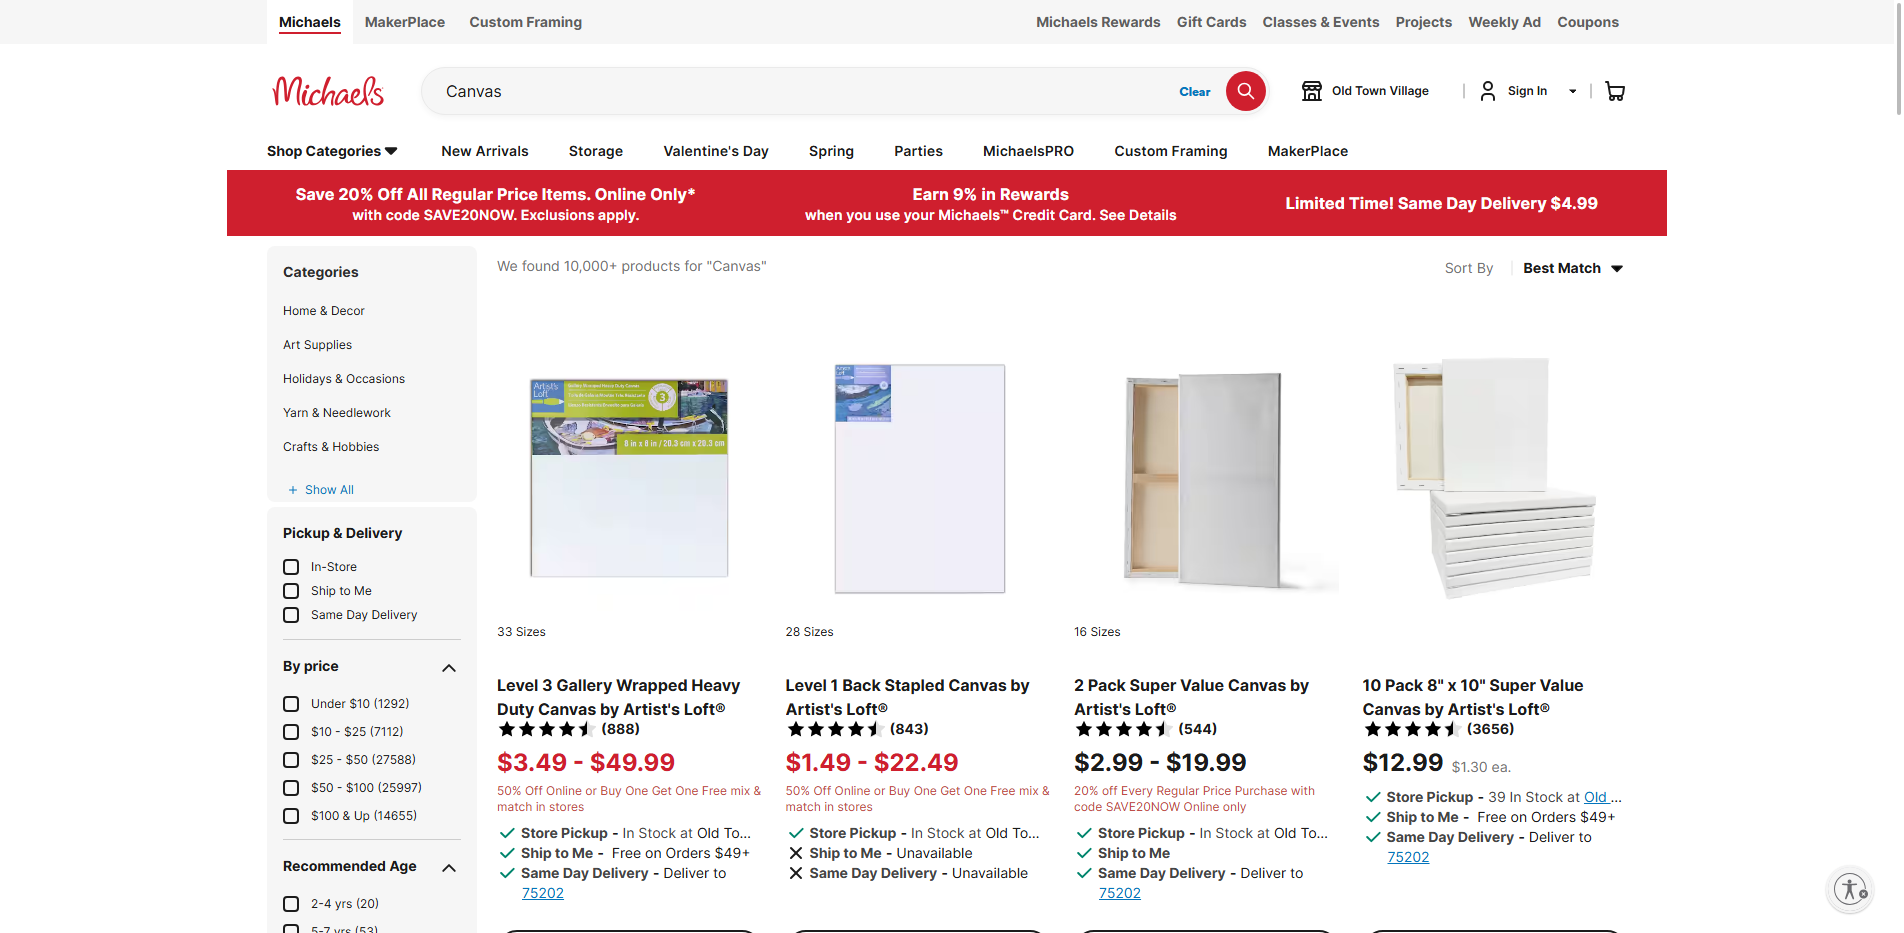 Michaels MakerPlace Custom Framing Michaels Rewards Gift Cards Classes & Events Projects Weekly Ad Coupons
Michaels Canvas Clear Old Town Village Sign In
Shop Categories New Arrivals Storage Valentine's Day Spring Parties MichaelsPRO Custom Framing MakerPlace
Save 20% Off All Regular Price Items. Online Only*
with code SAVE20NOW. Exclusions apply.
Earn 9% in Rewards
when you use your Michaels™ Credit Card. See Details
Limited Time! Same Day Delivery $4.99
Categories
Home & Decor
Art Supplies
Holidays & Occasions
Yarn & Needlework
Crafts & Hobbies
+ Show All
Pickup & Delivery
In-Store
Ship to Me
Same Day Delivery
By price
Under $10 (1292)
$10 - $25 (7112)
$25 - $50 (27588)
$50 - $100 (25997)
$100 & Up (14655)
Recommended Age
2-4 yrs (20)
5-7 yrs (53)
We found 10,000+ products for "Canvas"
Sort By Best Match
Artist's
Loft
3
8 in x 8 in / 20.3 cm x 20.3 cm
33 Sizes
Level 3 Gallery Wrapped Heavy
Duty Canvas by Artist's Loft®
(888)
$3.49 - $49.99
50% Off Online or Buy One Get One Free mix &
match in stores
Store Pickup - In Stock at Old To...
Ship to Me - Free on Orders $49+
Same Day Delivery - Deliver to
75202
28 Sizes
Level 1 Back Stapled Canvas by
Artist's Loft®
(843)
$1.49 - $22.49
50% Off Online or Buy One Get One Free mix &
match in stores
Store Pickup - In Stock at Old To...
Ship to Me - Unavailable
Same Day Delivery - Unavailable
16 Sizes
2 Pack Super Value Canvas by
Artist's Loft®
(544)
$2.99 - $19.99
20% off Every Regular Price Purchase with
code SAVE20NOW Online only
Store Pickup - In Stock at Old To...
Ship to Me
Same Day Delivery - Deliver to
75202
10 Pack 8" x 10" Super Value
Canvas by Artist's Loft®
(3656)
$12.99 $1.30 ea.
Store Pickup - 39 In Stock at Old ...
Ship to Me - Free on Orders $49+
Same Day Delivery - Deliver to
75202